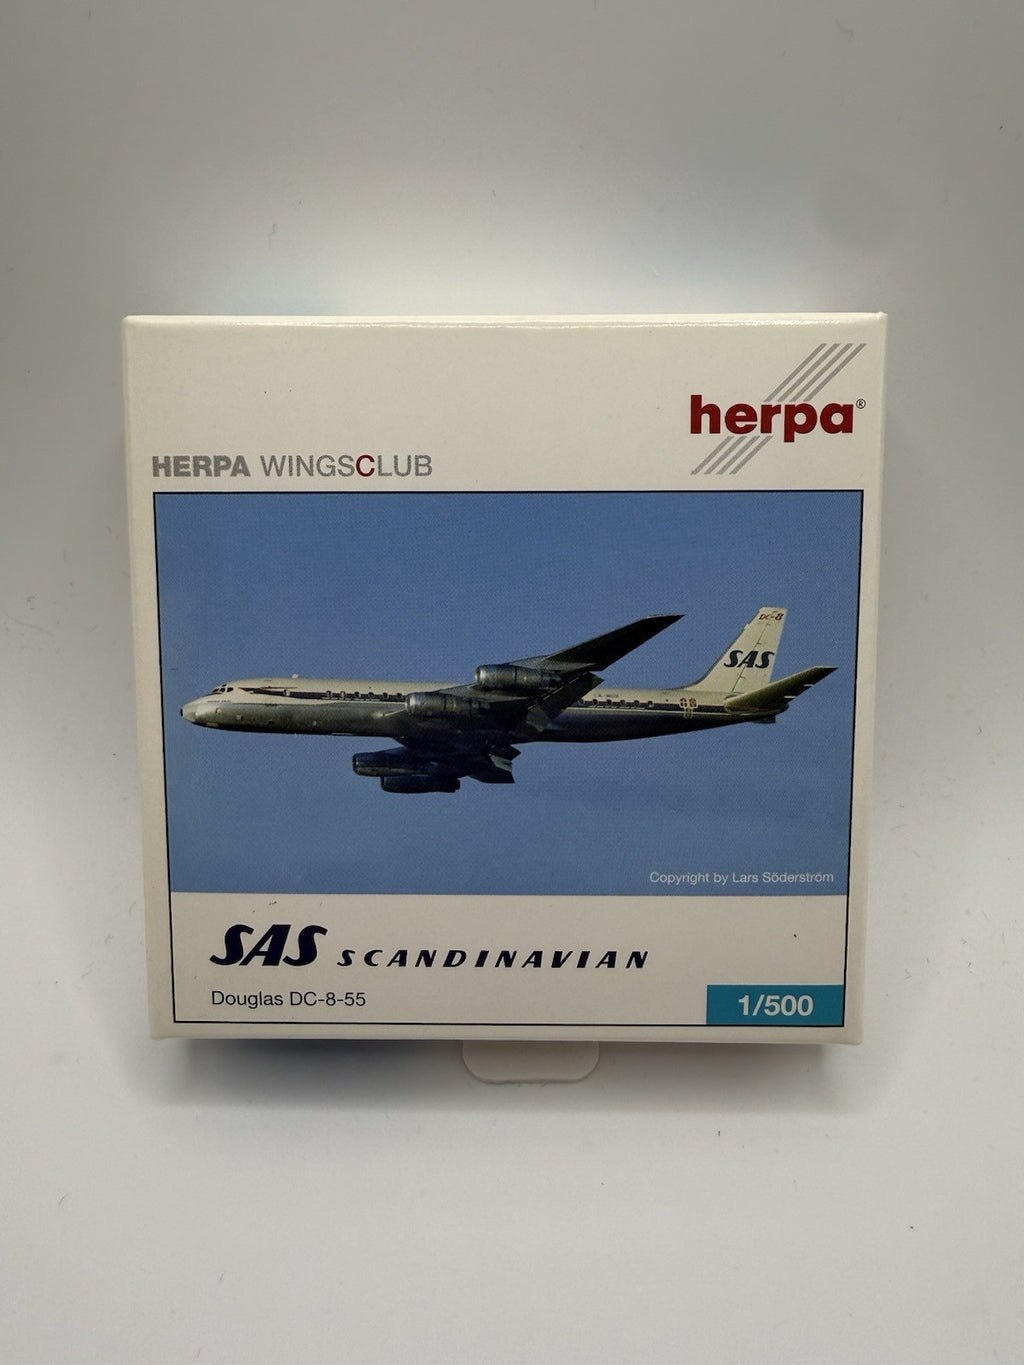 herpa®
HERPA WINGSCLUB
DC-8
SAS
Copyright by Lars Söderström
SAS SCANDINAVIAN
Douglas DC-8-55
1/500